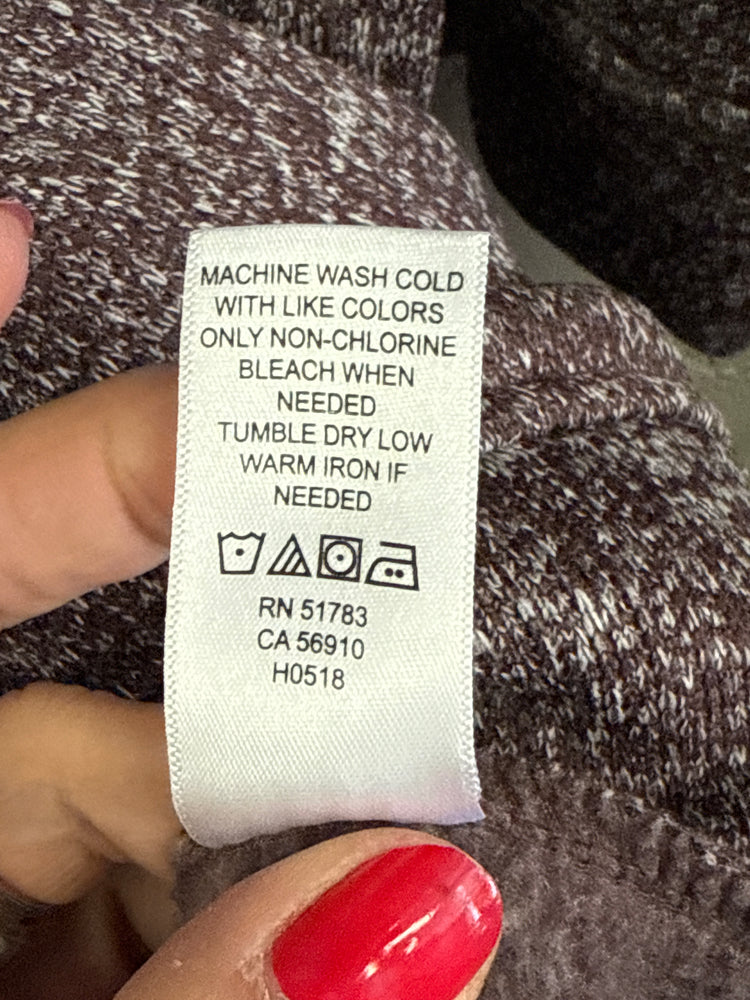 MACHINE WASH COLD
WITH LIKE COLORS
ONLY NON-CHLORINE
BLEACH WHEN
NEEDED
TUMBLE DRY LOW
WARM IRON IF
NEEDED
RN 51783
CA 56910
H0518